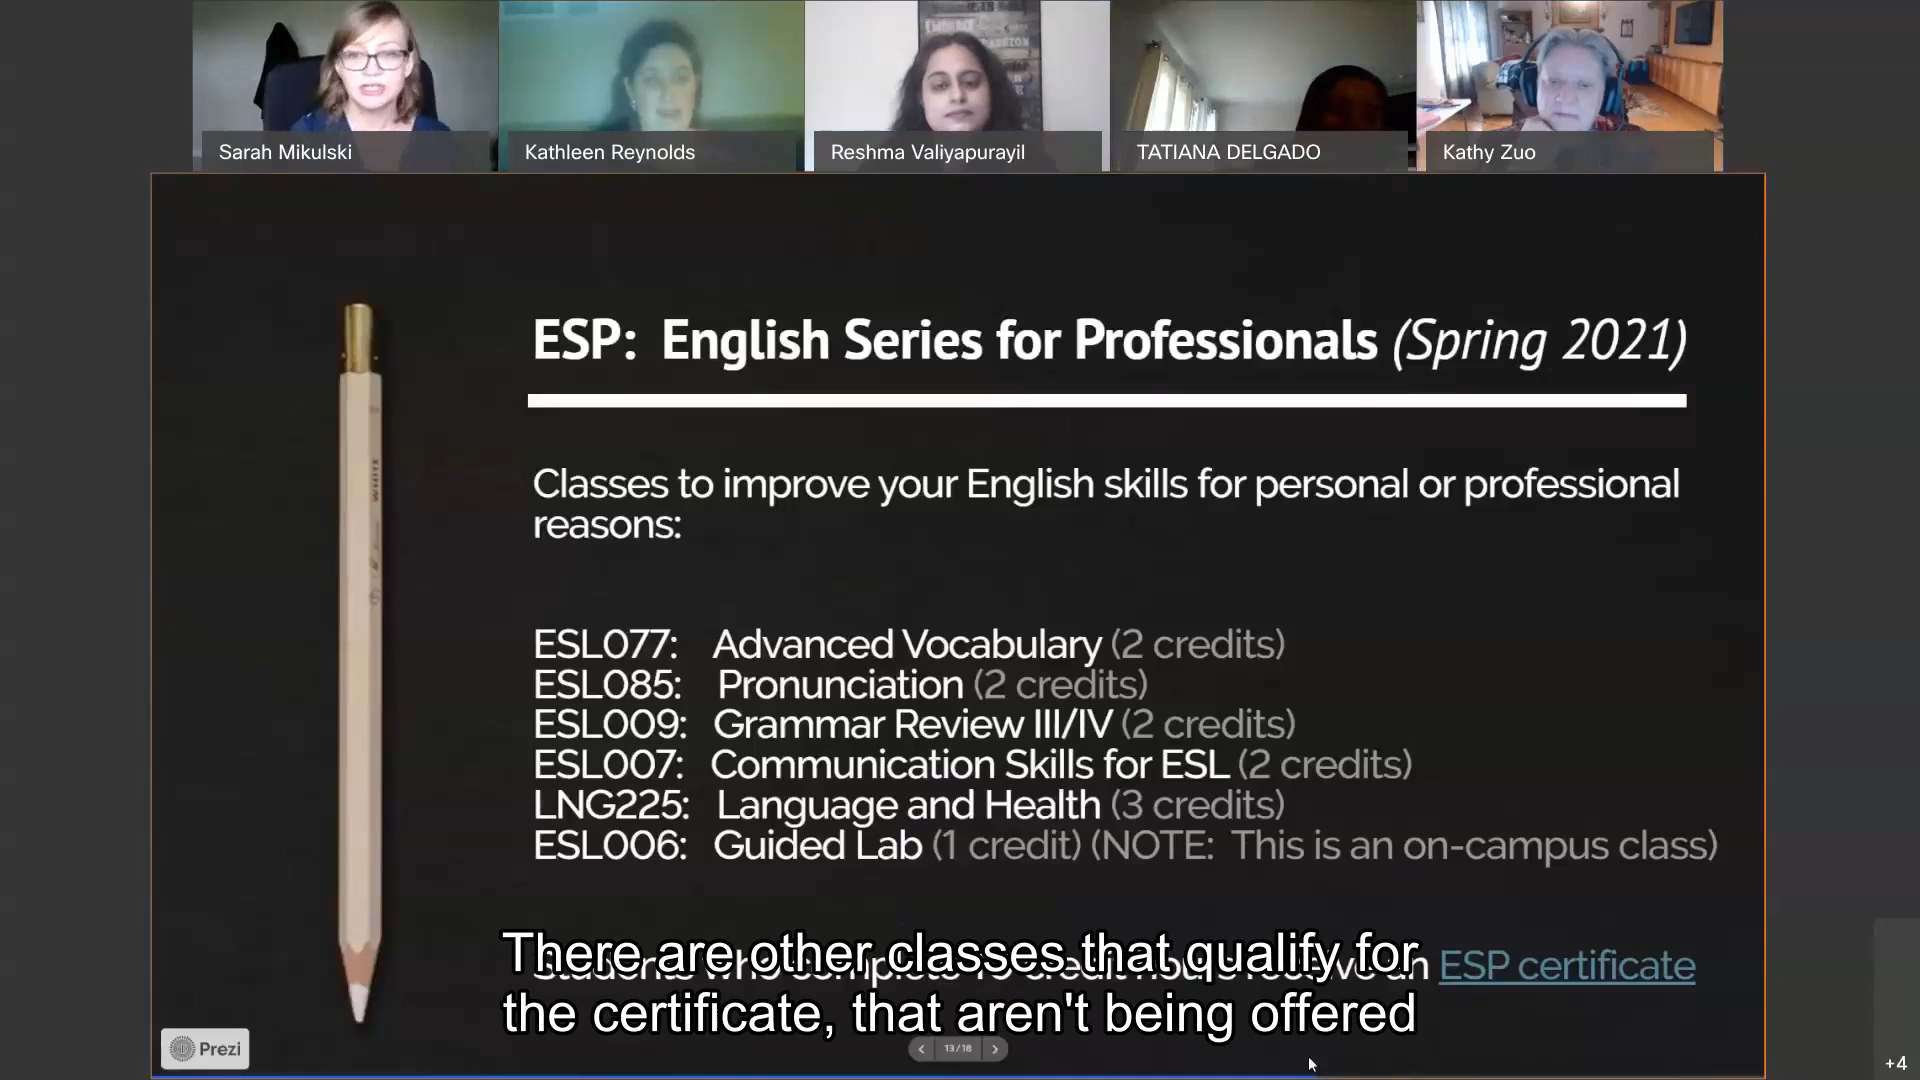 Sarah Mikulski
Kathleen Reynolds
Reshma Valiyapurayil
TATIANA DELGADO
Kathy Zuo
ESP: English Series for Professionals (Spring 2021)
Classes to improve your English skills for personal or professional
reasons:
ESL077: Advanced Vocabulary (2 credits)
ESL085: Pronunciation (2 credits)
ESL009: Grammar Review III/IV (2 credits)
ESL007: Communication Skills for ESL (2 credits)
LNG225: Language and Health (3 credits)
ESL006: Guided Lab (1 credit) (NOTE: This is an on-campus class)
ESP certificate
There are other classes that qualify for
the certificate, that aren't being offered
Prezi
13/18
+4